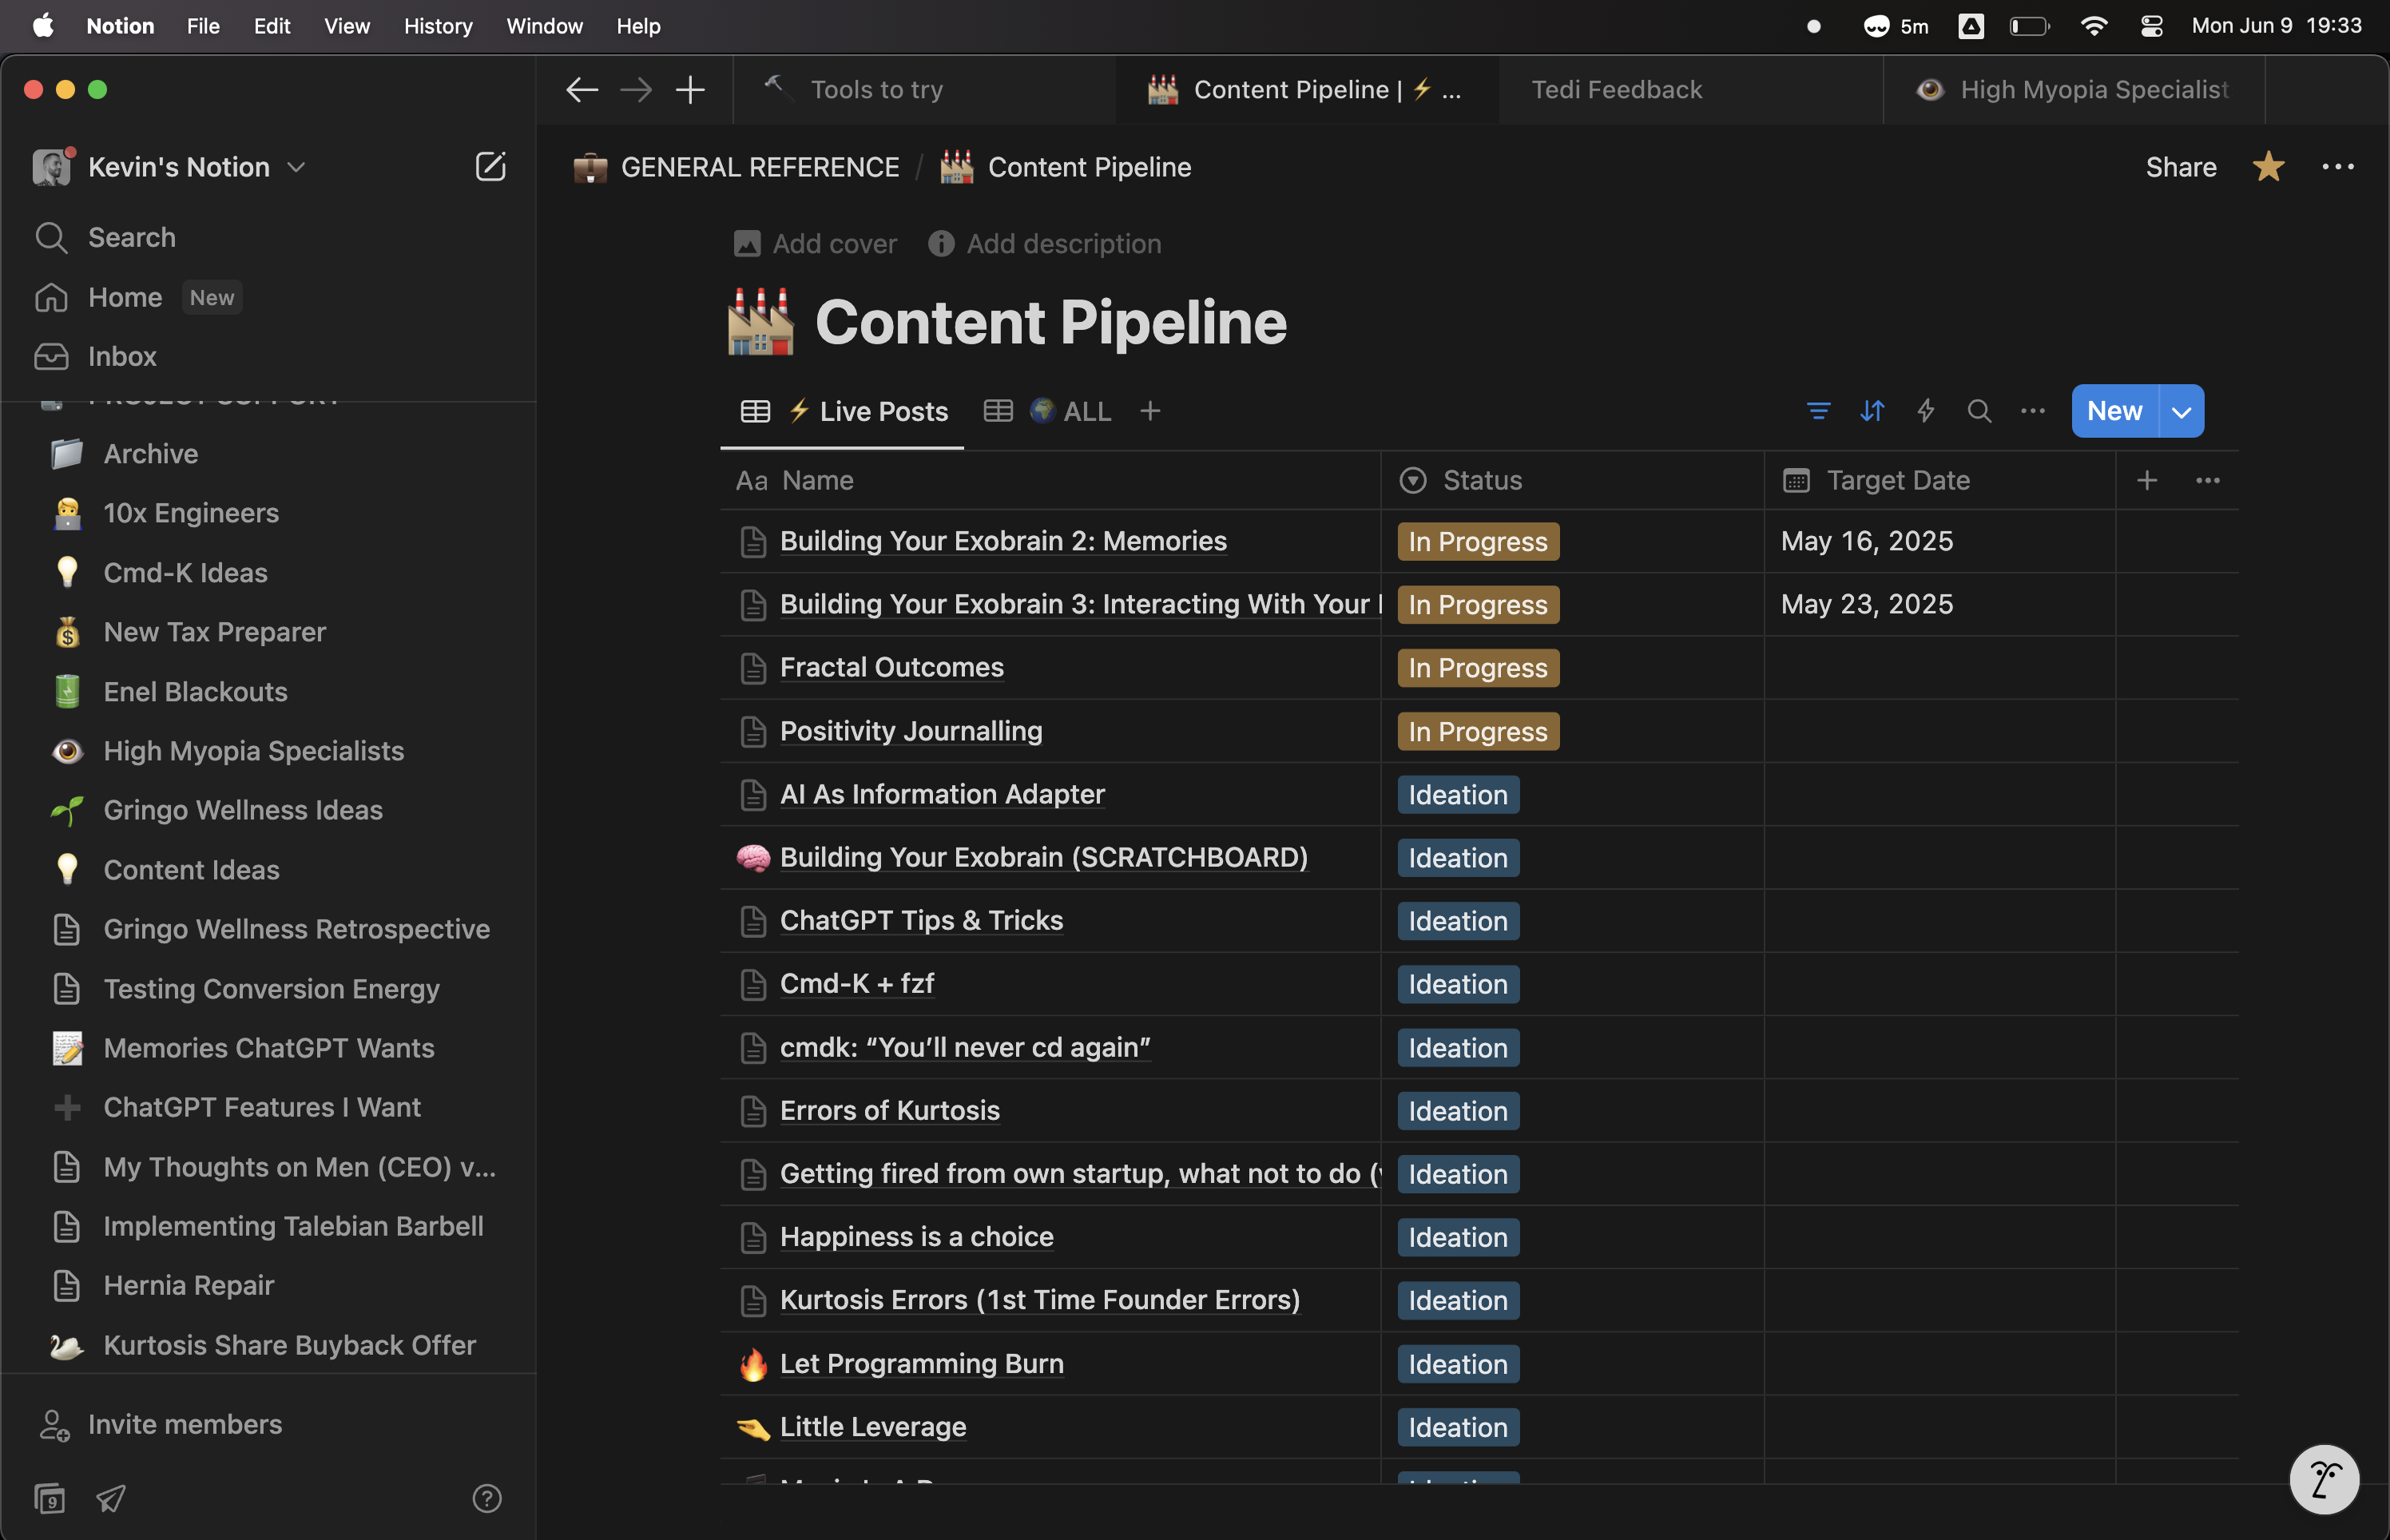 Notion File Edit View History Window Help 5m Mon Jun 9 19:33
Tools to try Content Pipeline | ⚡ ... Tedi Feedback High Myopia Specialist
Kevin's Notion
GENERAL REFERENCE / Content Pipeline Share
Search
Home New
Inbox
PROJECT SUPPORT
Archive
10x Engineers
Cmd-K Ideas
New Tax Preparer
Enel Blackouts
High Myopia Specialists
Gringo Wellness Ideas
Content Ideas
Gringo Wellness Retrospective
Testing Conversion Energy
Memories ChatGPT Wants
ChatGPT Features I Want
My Thoughts on Men (CEO) v...
Implementing Talebian Barbell
Hernia Repair
Kurtosis Share Buyback Offer
Invite members
9
Add cover Add description
Content Pipeline
⚡ Live Posts ALL New
Aa Name Status Target Date
Building Your Exobrain 2: Memories In Progress May 16, 2025
Building Your Exobrain 3: Interacting With Your In Progress May 23, 2025
Fractal Outcomes In Progress
Positivity Journalling In Progress
AI As Information Adapter Ideation
Building Your Exobrain (SCRATCHBOARD) Ideation
ChatGPT Tips & Tricks Ideation
Cmd-K + fzf Ideation
cmdk: “You’ll never cd again” Ideation
Errors of Kurtosis Ideation
Getting fired from own startup, what not to do ( Ideation
Happiness is a choice Ideation
Kurtosis Errors (1st Time Founder Errors) Ideation
Let Programming Burn Ideation
Little Leverage Ideation